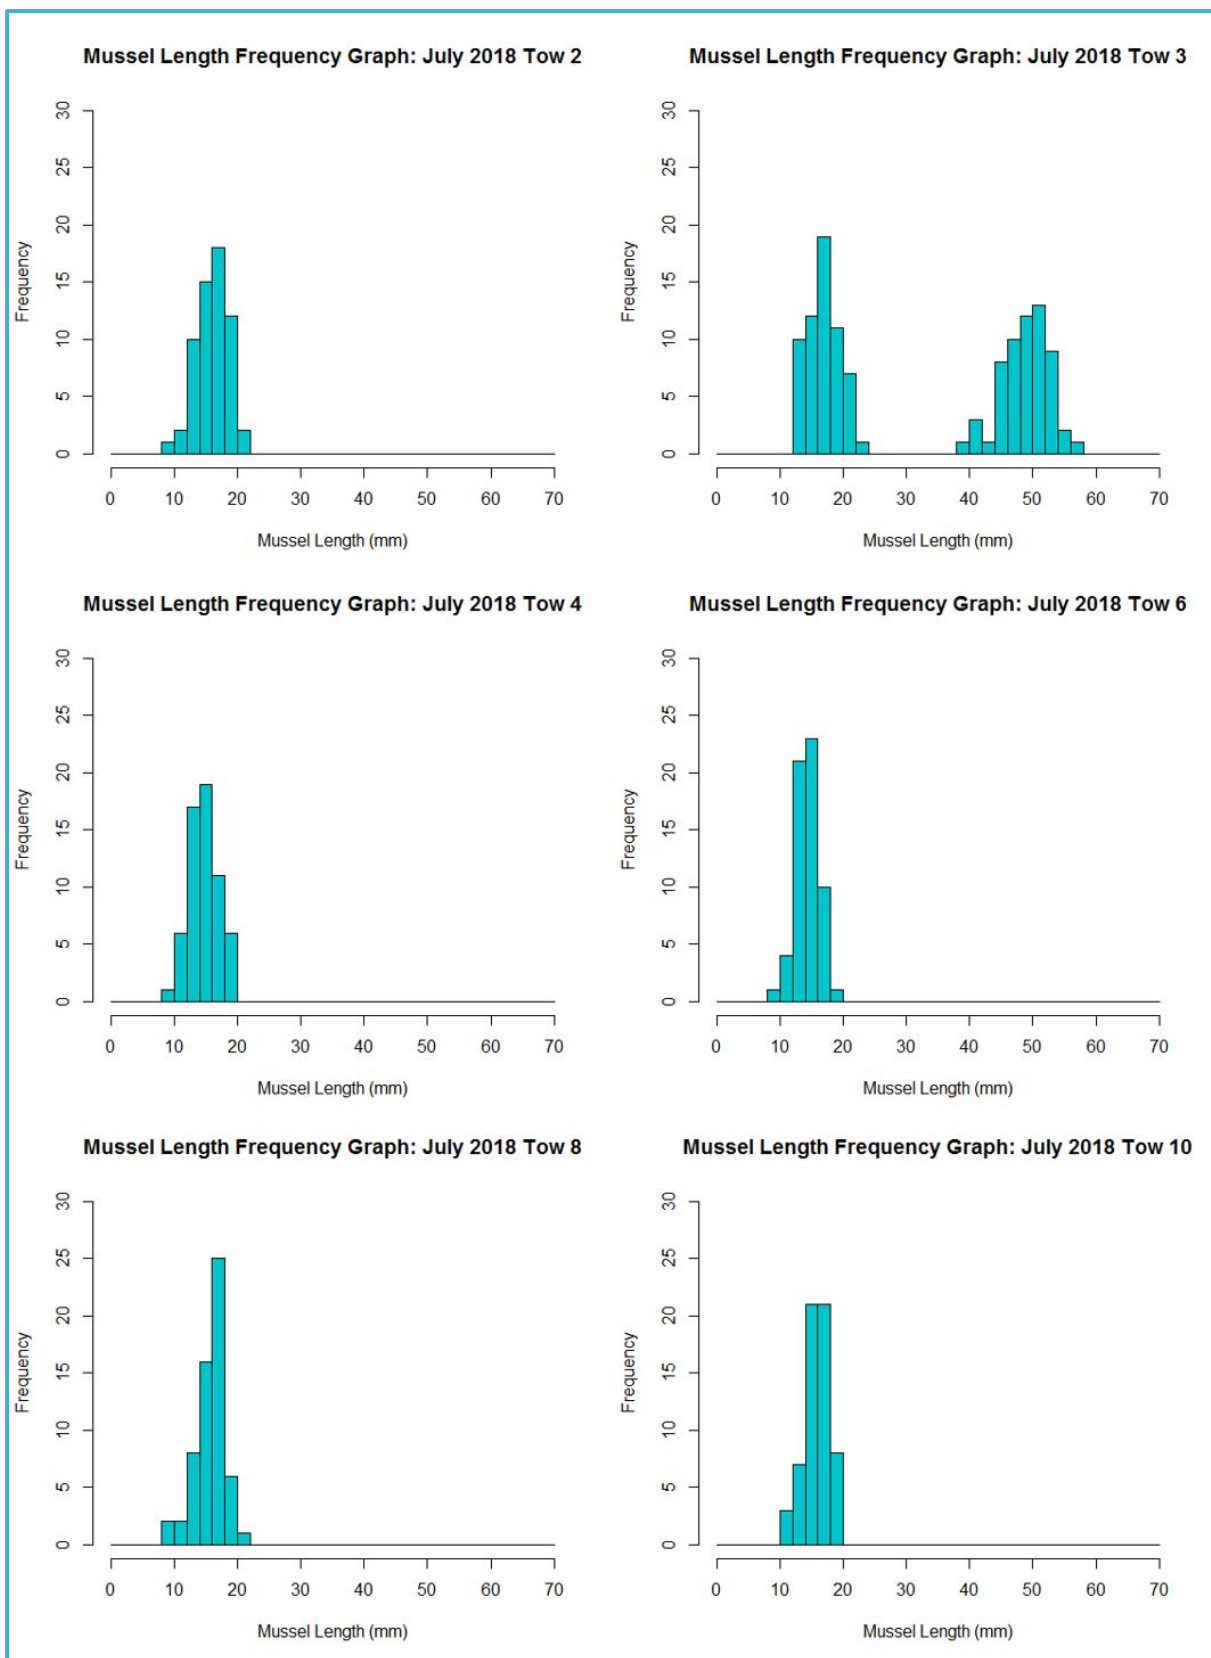 Mussel Length Frequency Graph: July 2018 Tow 2
30
25
20
15
10
5
0
Frequency
0 10 20 30 40 50 60 70
Mussel Length (mm)
Mussel Length Frequency Graph: July 2018 Tow 3
30
25
20
15
10
5
0
Frequency
0 10 20 30 40 50 60 70
Mussel Length (mm)
Mussel Length Frequency Graph: July 2018 Tow 4
30
25
20
15
10
5
0
Frequency
0 10 20 30 40 50 60 70
Mussel Length (mm)
Mussel Length Frequency Graph: July 2018 Tow 6
30
25
20
15
10
5
0
Frequency
0 10 20 30 40 50 60 70
Mussel Length (mm)
Mussel Length Frequency Graph: July 2018 Tow 8
30
25
20
15
10
5
0
Frequency
0 10 20 30 40 50 60 70
Mussel Length (mm)
Mussel Length Frequency Graph: July 2018 Tow 10
30
25
20
15
10
5
0
Frequency
0 10 20 30 40 50 60 70
Mussel Length (mm)